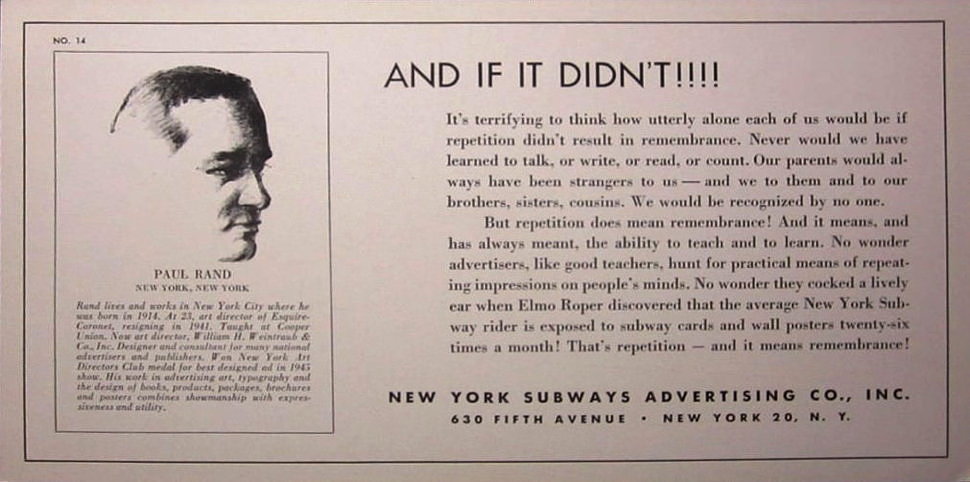 NO. 14
PAUL RAND
NEW YORK, NEW YORK
Rand lives and works in New York City where he
was born in 1914. At 23, art director of Esquire-
Coronet, resigning in 1941. Taught at Cooper
Union. Now art director, William H. Weintraub &
Co., Inc. Designer and consultant for many national
advertisers and publishers. Won New York Art
Directors Club medal for best designed ad in 1945
show. His work in advertising art, typography and
the design of books, products, packages, brochures
and posters combines showmanship with expres-
siveness and utility.
AND IF IT DIDN'T!!!!
It's terrifying to think how utterly alone each of us would be if
repetition didn't result in remembrance. Never would we have
learned to talk, or write, or read, or count. Our parents would al-
ways have been strangers to us — and we to them and to our
brothers, sisters, cousins. We would be recognized by no one.
But repetition does mean remembrance! And it means, and
has always meant, the ability to teach and to learn. No wonder
advertisers, like good teachers, hunt for practical means of repeat-
ing impressions on people's minds. No wonder they cocked a lively
ear when Elmo Roper discovered that the average New York Sub-
way rider is exposed to subway cards and wall posters twenty-six
times a month! That's repetition — and it means remembrance!
NEW YORK SUBWAYS ADVERTISING CO., INC.
630 FIFTH AVENUE • NEW YORK 20, N. Y.